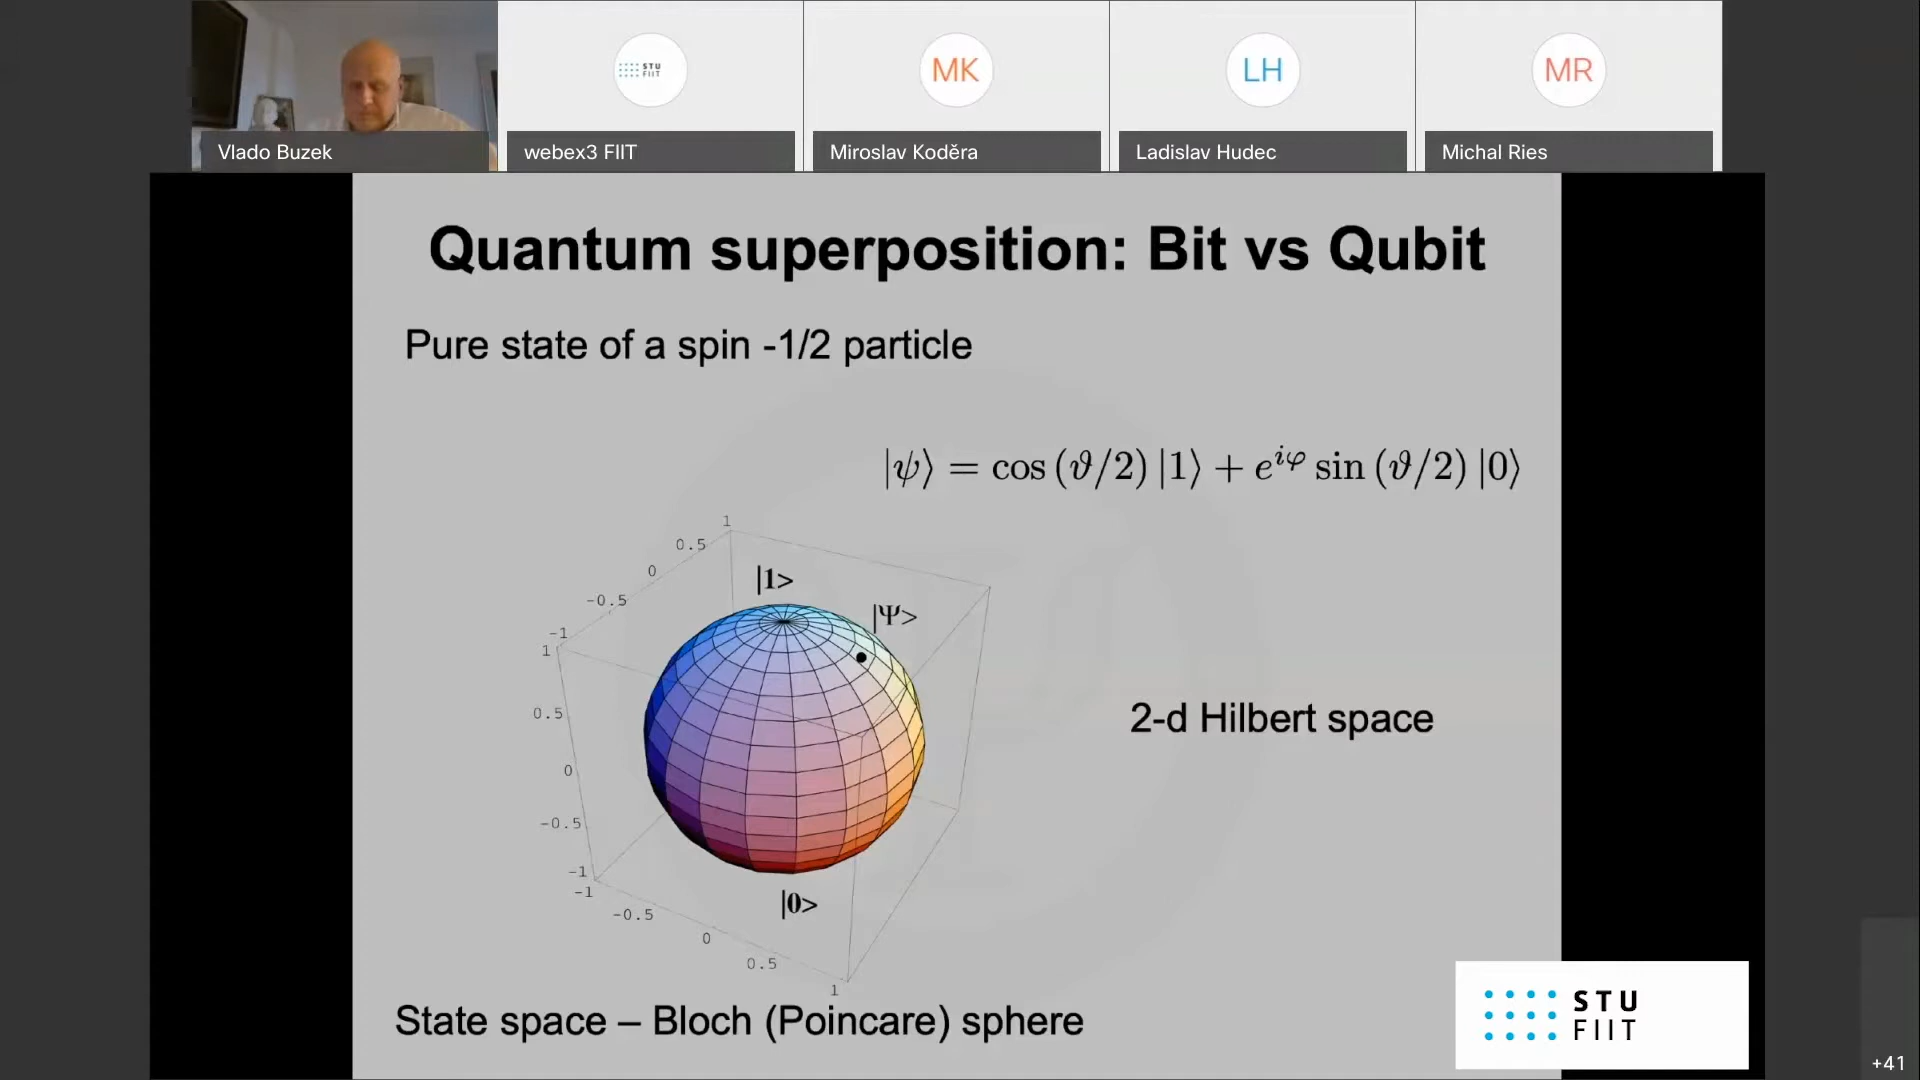 STU
FIIT
MK
LH
MR
Vlado Buzek
webex3 FIIT
Miroslav Koděra
Ladislav Hudec
Michal Ries
Quantum superposition: Bit vs Qubit
Pure state of a spin -1/2 particle
|ψ⟩ = cos (ϑ/2) |1⟩ + e^{iφ} sin (ϑ/2) |0⟩
1
0.5
0
-0.5
-1
|1>
|Ψ>
1
0.5
0
-0.5
-1
2-d Hilbert space
|0>
-1
-0.5
0
0.5
1
State space – Bloch (Poincare) sphere
STU
FIIT
+41